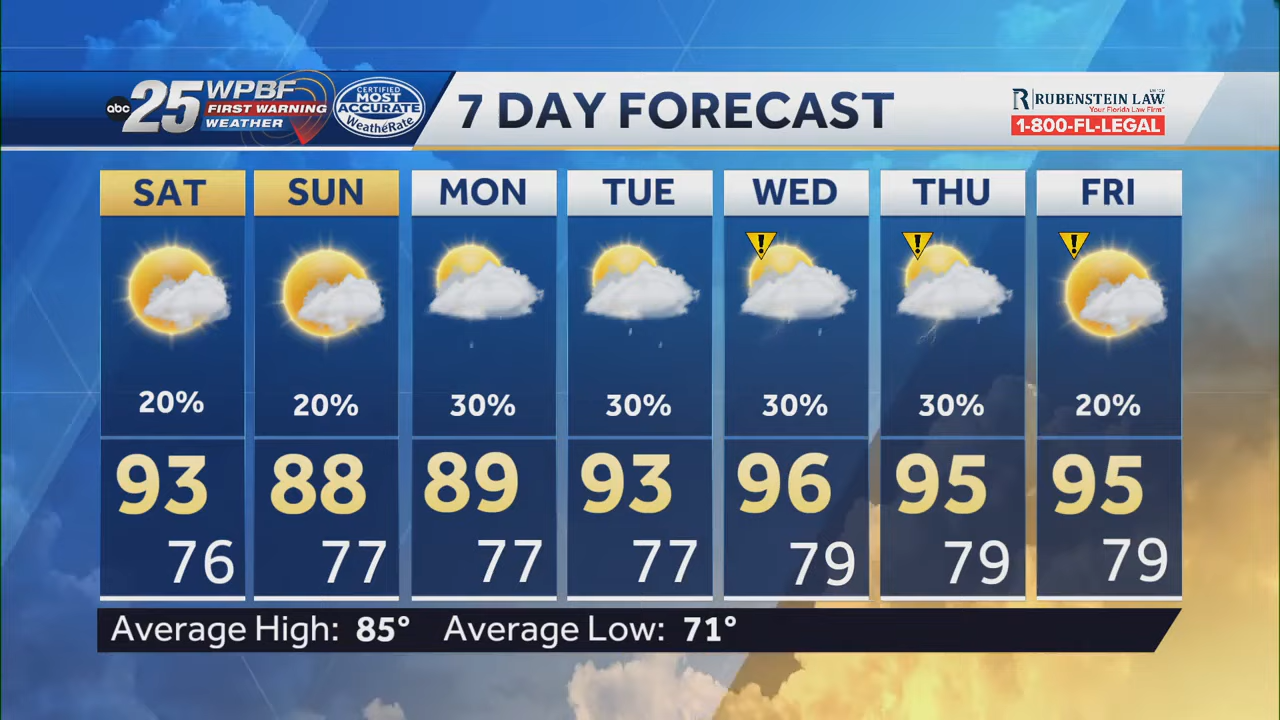 abc 25 WPBF
FIRST WARNING
WEATHER
CERTIFIED
MOST
ACCURATE
WeatheRate
7 DAY FORECAST
RUBENSTEIN LAW
Your Florida Law Firm
1-800-FL-LEGAL
SAT SUN MON TUE WED THU FRI
! ! !
20% 20% 30% 30% 30% 30% 20%
93 88 89 93 96 95 95
76 77 77 77 79 79 79
Average High: 85° Average Low: 71°